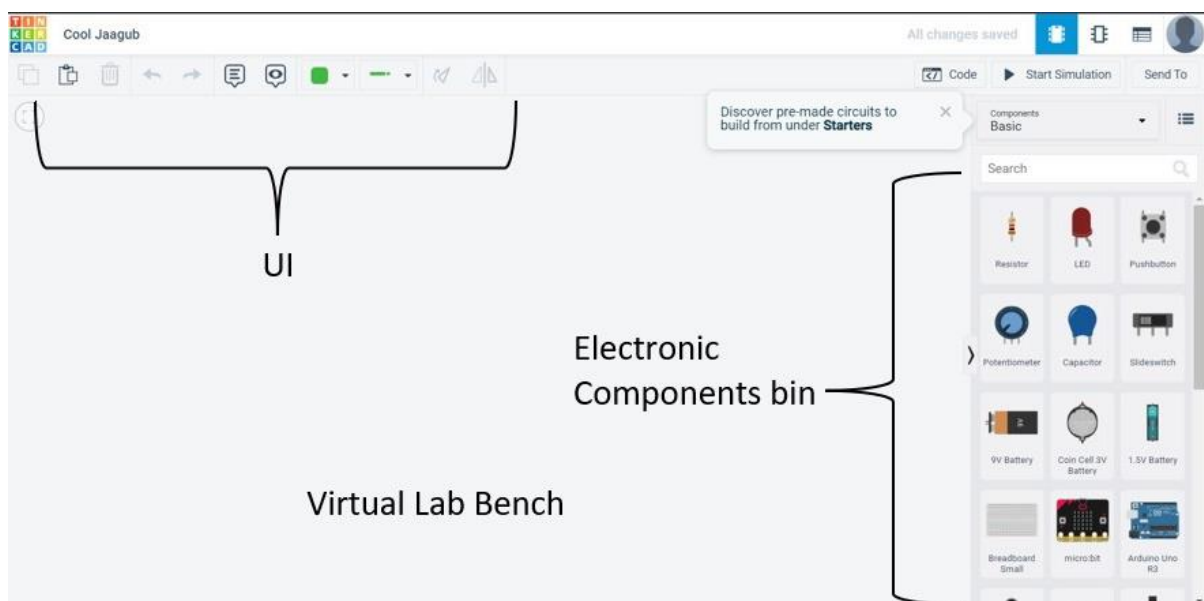 TIN
KER
CAD
Cool Jaagub
All changes saved
Code
Start Simulation
Send To
Discover pre-made circuits to
build from under Starters
Components
Basic
Search
UI
Resistor
LED
Pushbutton
Electronic
Components bin
Potentiometer
Capacitor
Slideswitch
9V Battery
Coin Cell 3V
Battery
1.5V Battery
Virtual Lab Bench
Breadboard
Small
micro:bit
Arduino Uno
R3